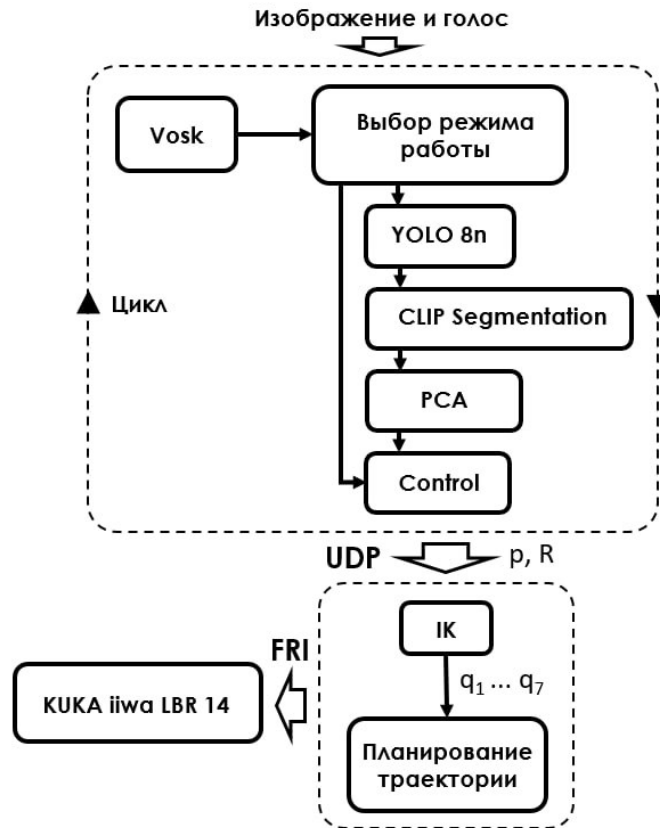 Изображение и голос
Vosk
Выбор режима
работы
YOLO 8n
Цикл
CLIP Segmentation
PCA
Control
UDP
p, R
IK
FRI
q₁ ... q₇
KUKA iiwa LBR 14
Планирование
траектории